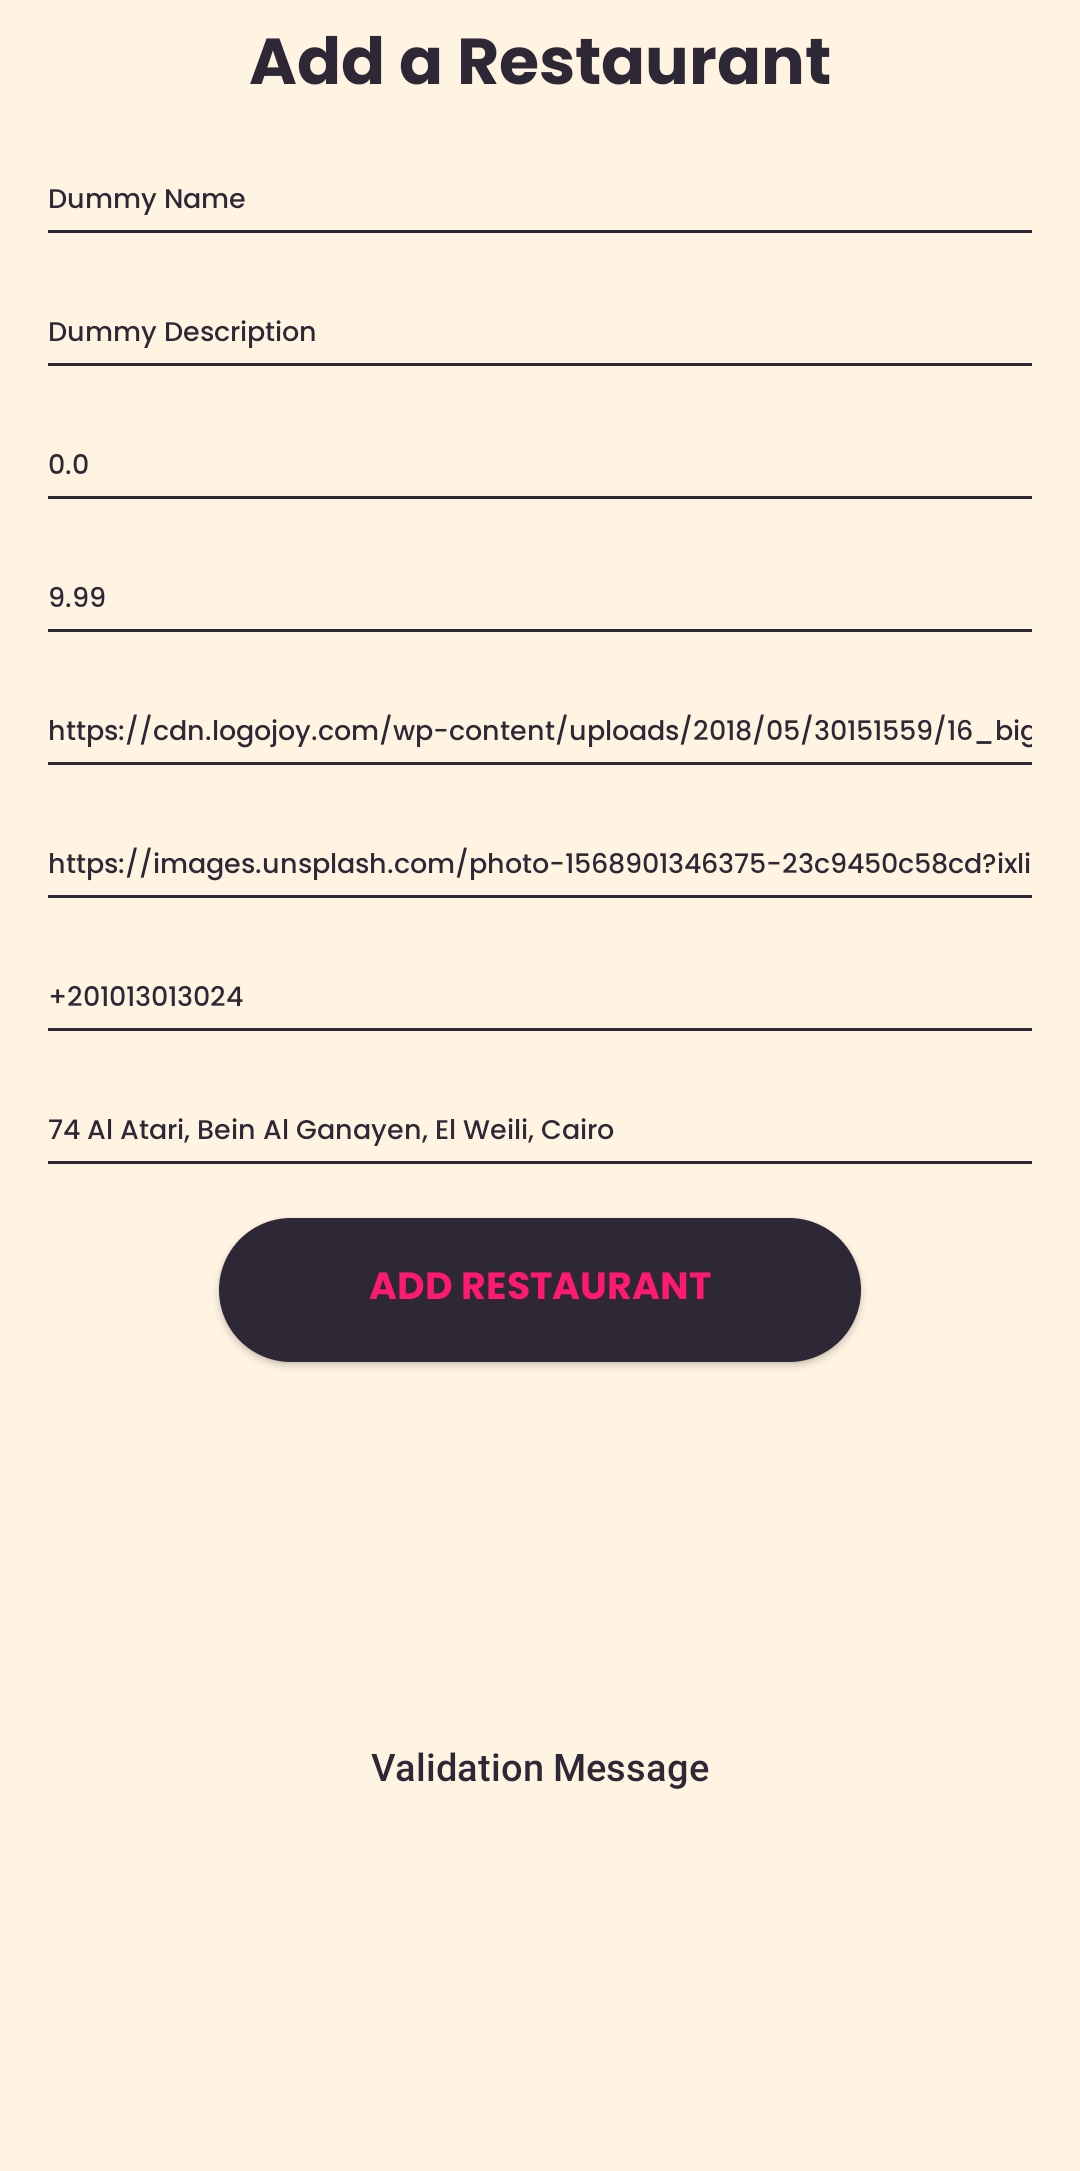 Add a Restaurant
Dummy Name
Dummy Description
0.0
9.99
https://cdn.logojoy.com/wp-content/uploads/2018/05/30151559/16_big
https://images.unsplash.com/photo-1568901346375-23c9450c58cd?ixli
+201013013024
74 Al Atari, Bein Al Ganayen, El Weili, Cairo
ADD RESTAURANT
Validation Message